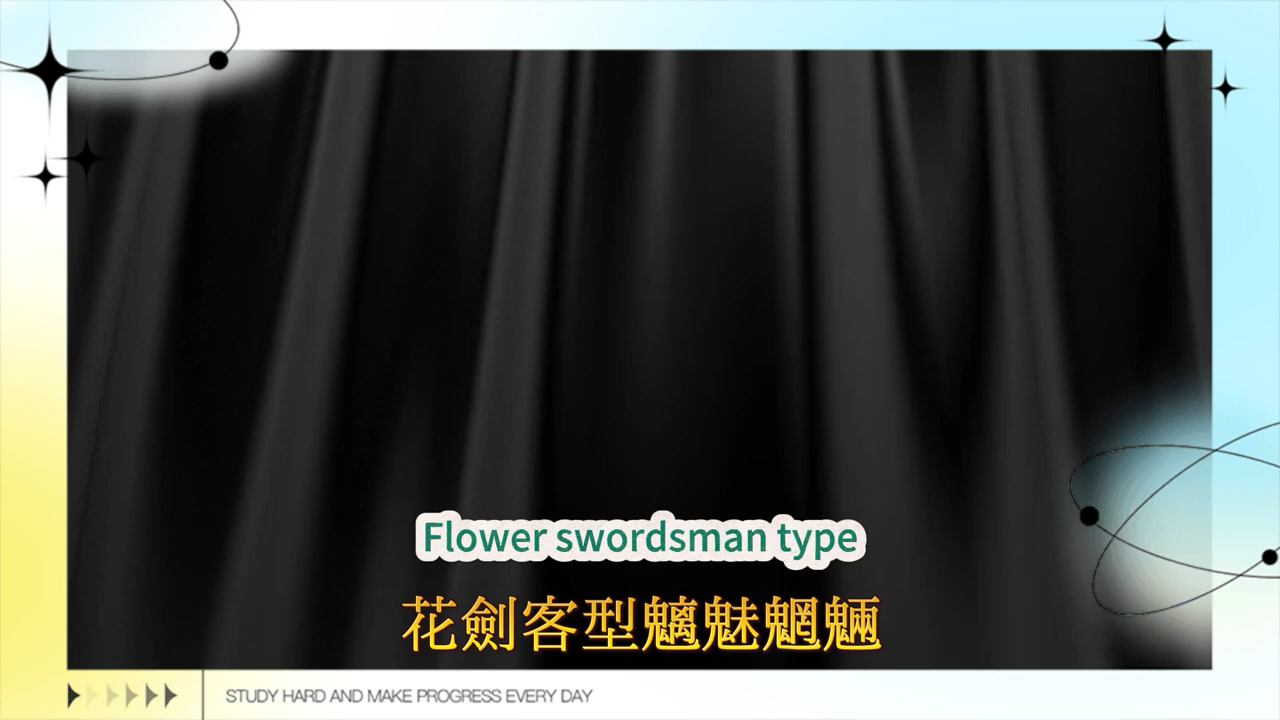 Flower swordsman type
花劍客型魑魅魍魎
STUDY HARD AND MAKE PROGRESS EVERY DAY